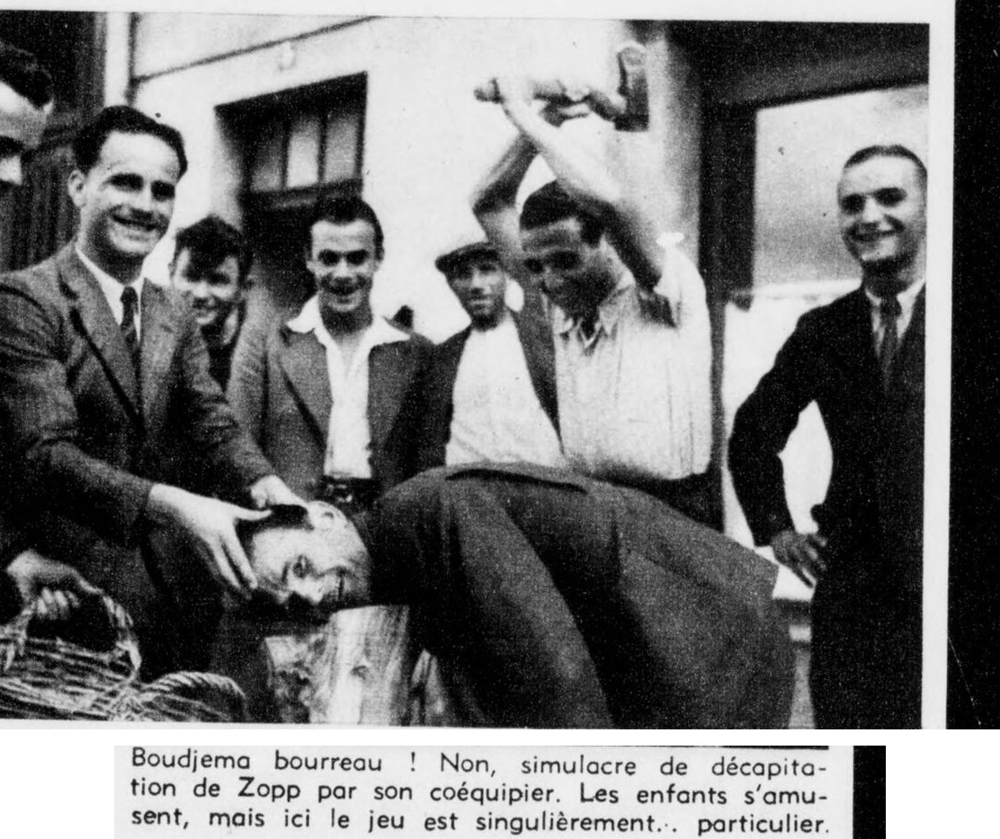 Boudjema bourreau ! Non, simulacre de décapita-
tion de Zopp par son coéquipier. Les enfants s'amu-
sent, mais ici le jeu est singulièrement... particulier.